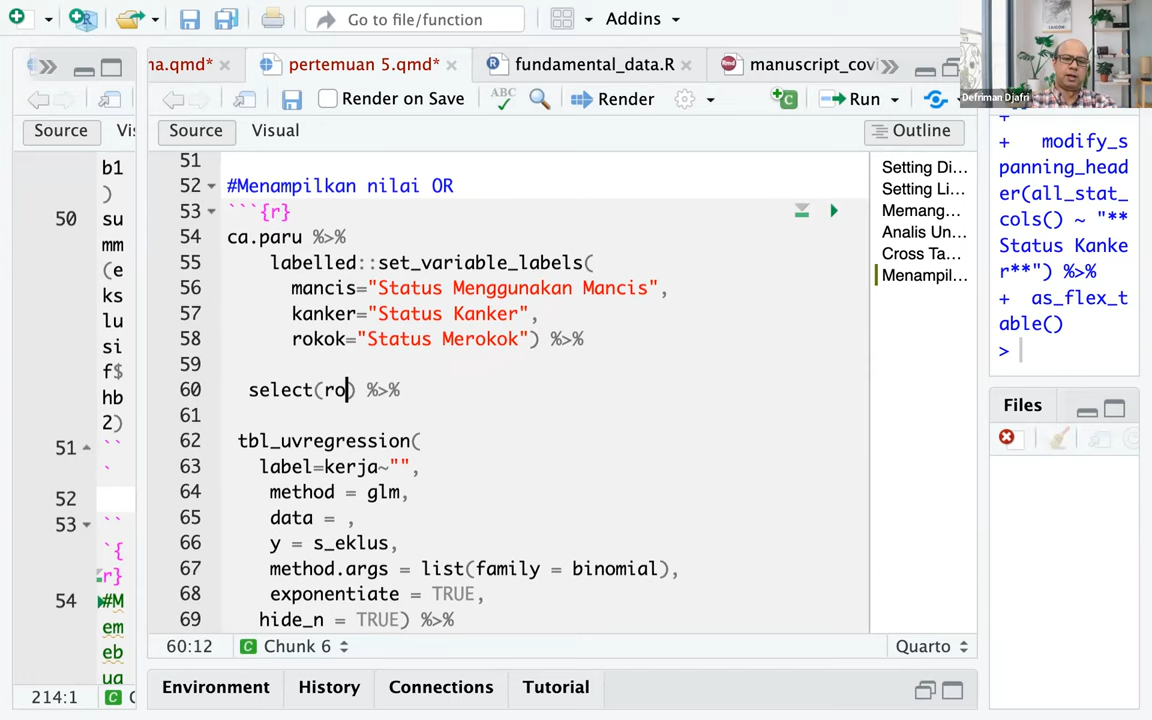 Go to file/function
Addins
na.qmd*
pertemuan 5.qmd*
fundamental_data.R
manuscript_covi
Defriman Djafri
Render on Save
ABC
Render
Run
Source
Vi
Source
Visual
Outline
b1
)
50 su
mm
(e
ks
lu
si
f$
hb
2)
51 ``
`
52
53 ``
`{
r}
54 #M
em
eb
ua
214:1
51
52 #Menampilkan nilai OR
53 ```{r}
54 ca.paru %>%
55 labelled::set_variable_labels(
56 mancis="Status Menggunakan Mancis",
57 kanker="Status Kanker",
58 rokok="Status Merokok") %>%
59
60 select(ro) %>%
61
62 tbl_uvregression(
63 label=kerja~"",
64 method = glm,
65 data = ,
66 y = s_eklus,
67 method.args = list(family = binomial),
68 exponentiate = TRUE,
69 hide_n = TRUE) %>%
60:12
Chunk 6
Quarto
Setting Di...
Setting Li...
Memang...
Analis Un...
Cross Ta...
Menampil...
+
+ modify_s
panning_head
er(all_stat_
cols() ~ "**
Status Kanke
r**") %>%
+ as_flex_t
able()
>
Files
Environment
History
Connections
Tutorial